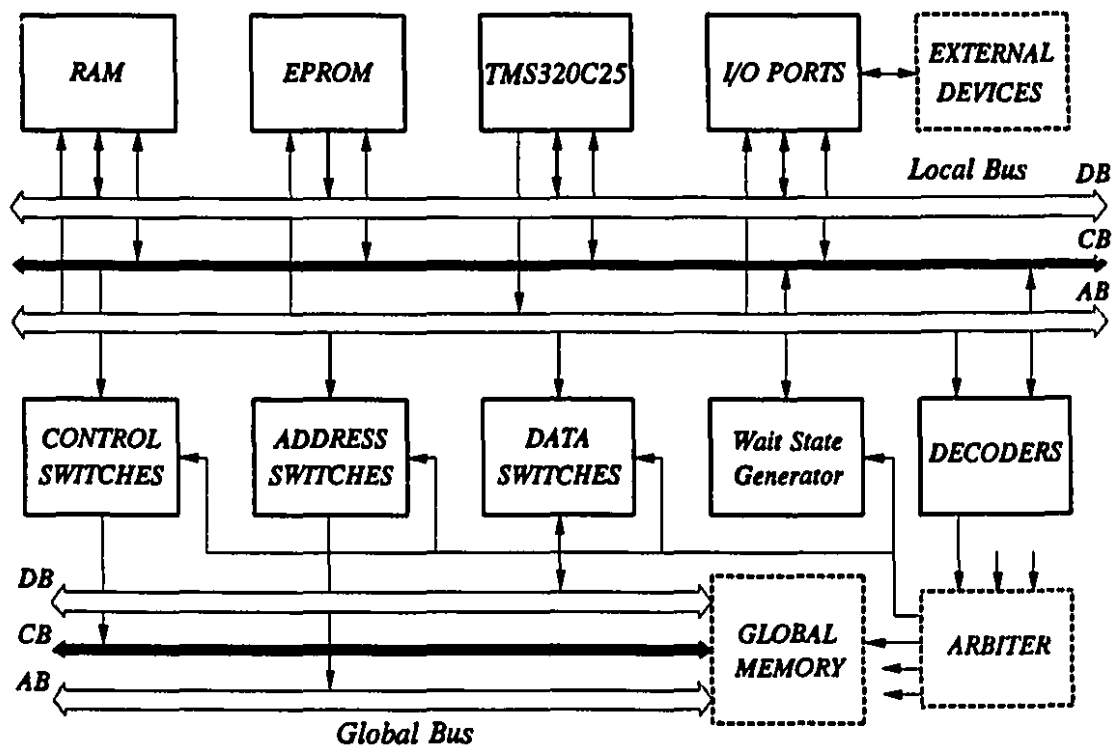 RAM
EPROM
TMS320C25
I/O PORTS
EXTERNAL
DEVICES
Local Bus
DB
CB
AB
CONTROL
SWITCHES
ADDRESS
SWITCHES
DATA
SWITCHES
Wait State
Generator
DECODERS
DB
CB
AB
GLOBAL
MEMORY
ARBITER
Global Bus